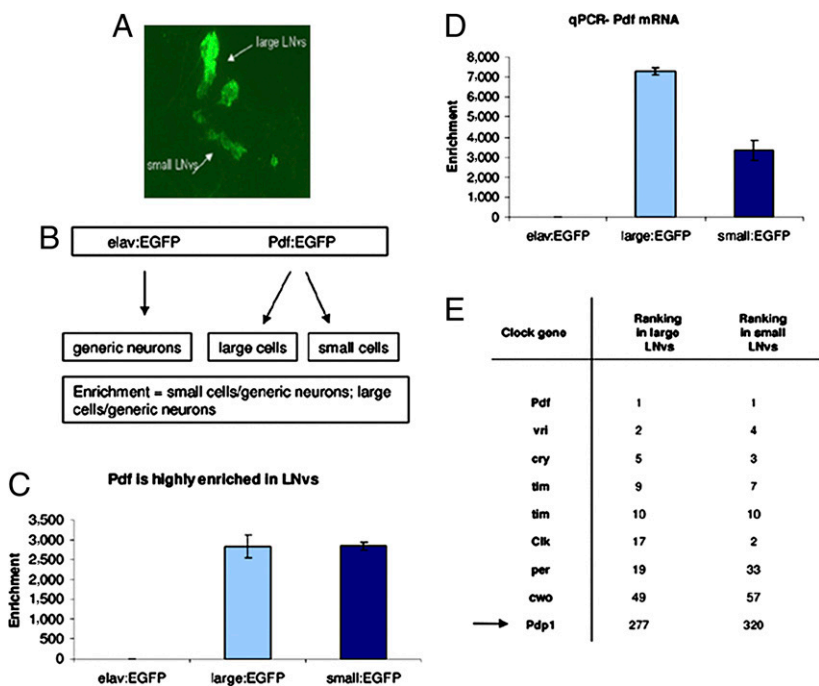 A
large LNvs
small LNvs
B
elav:EGFP Pdf:EGFP
generic neurons large cells small cells
Enrichment = small cells/generic neurons; large
cells/generic neurons
C
Pdf is highly enriched in LNvs
Enrichment
3,500
3,000
2,500
2,000
1,500
1,000
500
0
elav:EGFP large:EGFP small:EGFP
D
qPCR- Pdf mRNA
Enrichment
8,000
7,000
6,000
5,000
4,000
3,000
2,000
1,000
0
elav:EGFP large:EGFP small:EGFP
E
Clock gene
Ranking
in large
LNvs
Ranking
in small
LNvs
Pdf 1 1
vri 2 4
cry 5 3
tim 9 7
tim 10 10
Clk 17 2
per 19 33
cwo 49 57
Pdp1 277 320